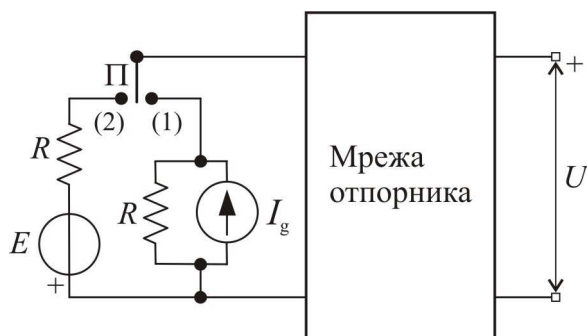 П
(2)
(1)
R
R
I_g
E
+
Мрежа
отпорника
+
U